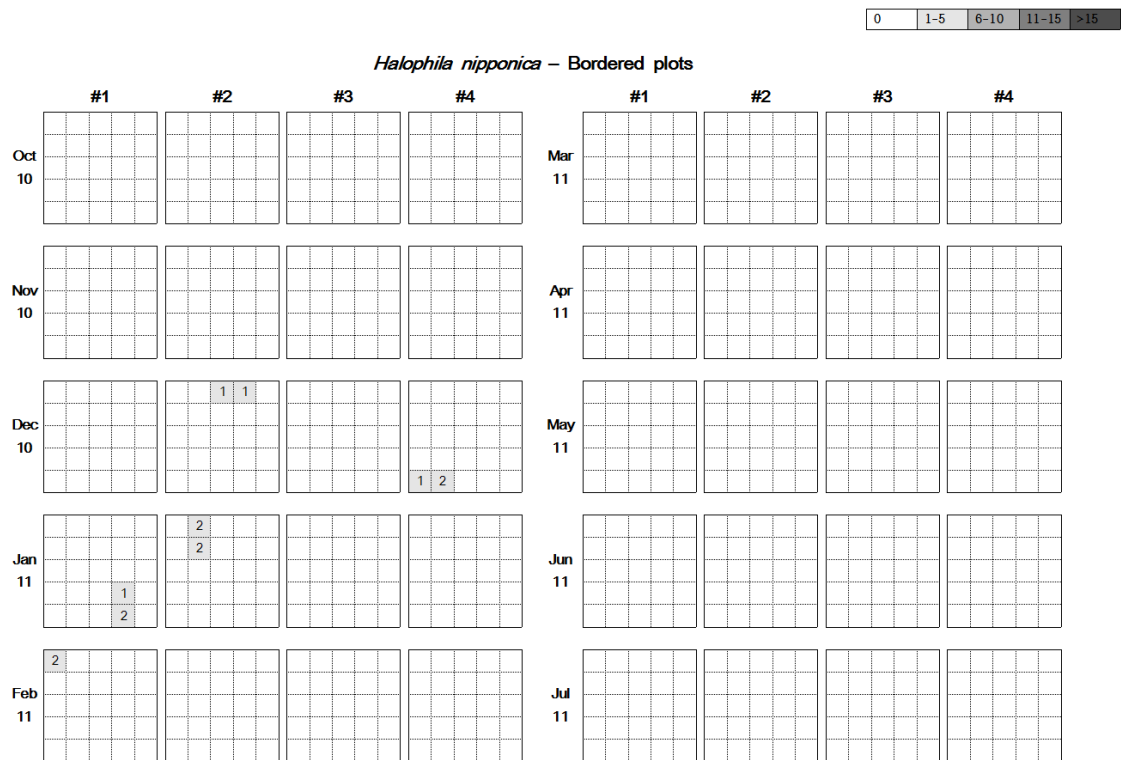 0 1-5 6-10 11-15 >15
Halophila nipponica – Bordered plots
#1 #2 #3 #4 #1 #2 #3 #4
Oct
10
Mar
11
Nov
10
Apr
11
1 1
Dec
10
May
11
1 2
2
2
Jan
11
Jun
11
1
2
2
Feb
11
Jul
11